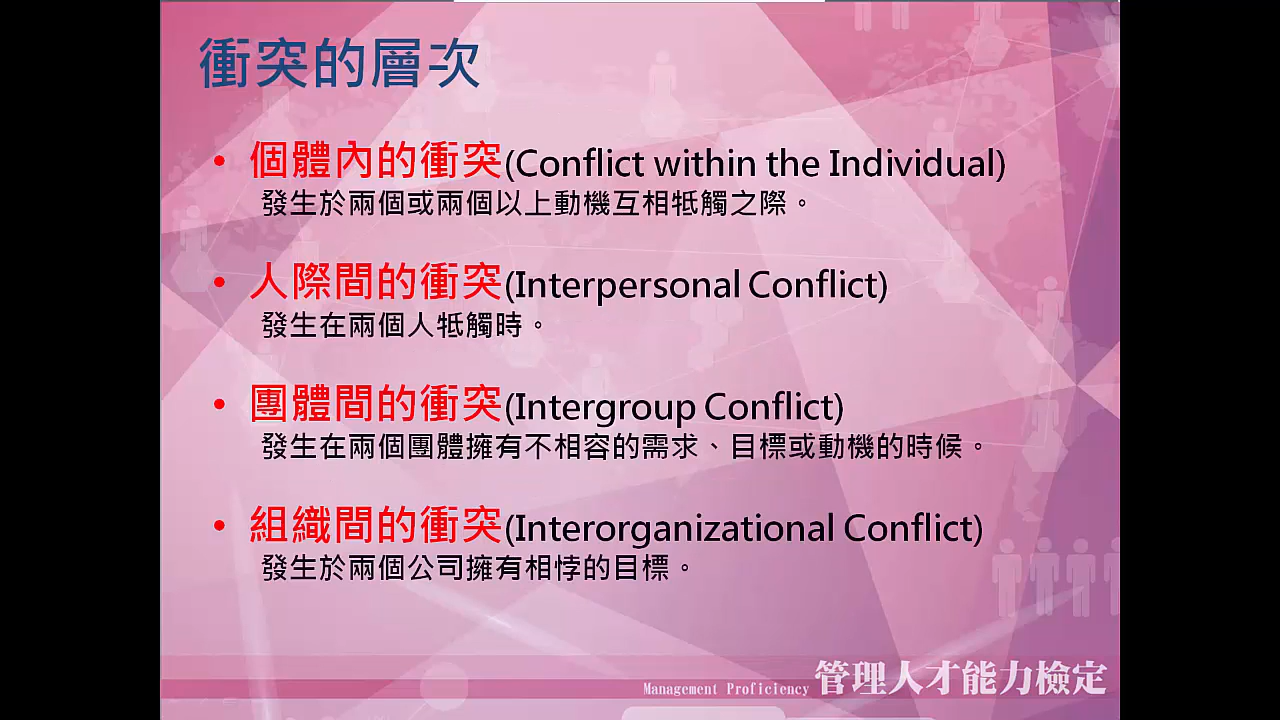 衝突的層次
• 個體內的衝突(Conflict within the Individual)
發生於兩個或兩個以上動機互相牴觸之際。
• 人際間的衝突(Interpersonal Conflict)
發生在兩個人牴觸時。
• 團體間的衝突(Intergroup Conflict)
發生在兩個團體擁有不相容的需求、目標或動機的時候。
• 組織間的衝突(Interorganizational Conflict)
發生於兩個公司擁有相悖的目標。
Management Proficiency 管理人才能力檢定